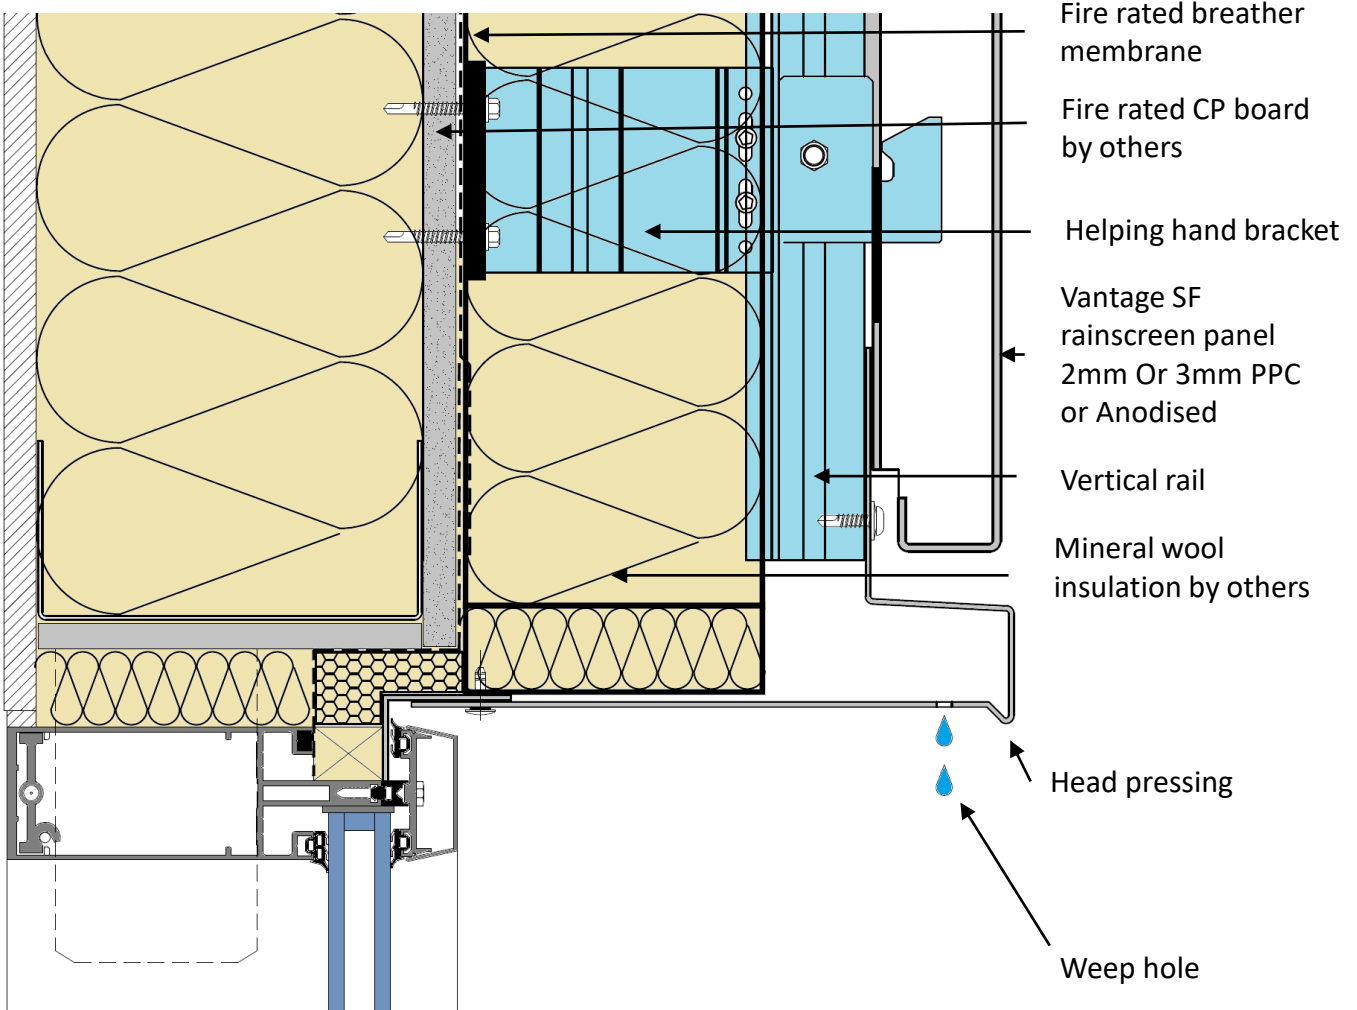 Fire rated breather
membrane
Fire rated CP board
by others
Helping hand bracket
Vantage SF
rainscreen panel
2mm Or 3mm PPC
or Anodised
Vertical rail
Mineral wool
insulation by others
Head pressing
Weep hole